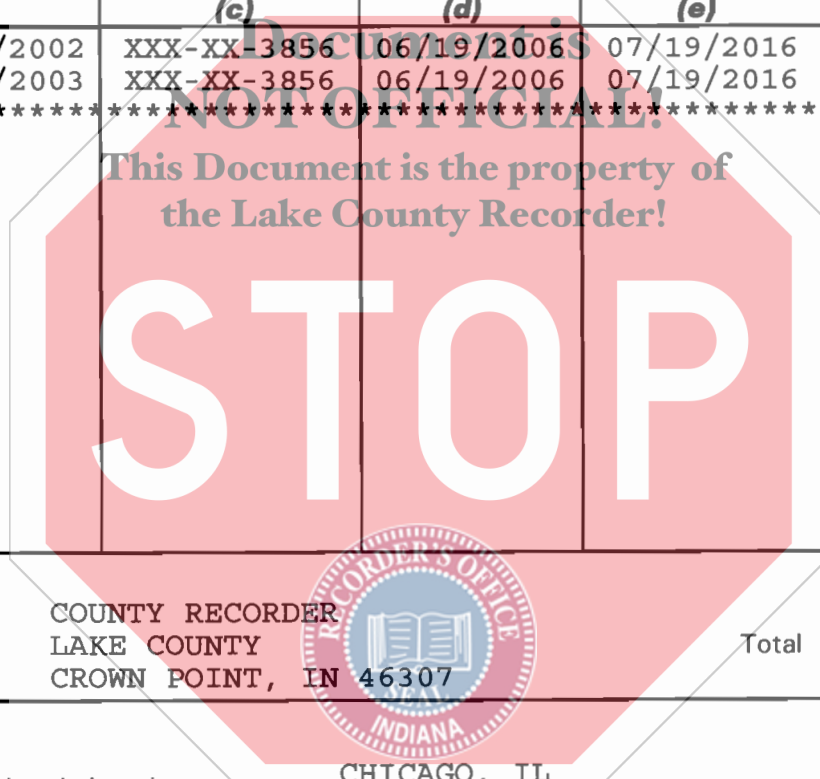 (c) (d) (e)
/2002 XXX-XX-3856 06/19/2006 07/19/2016
/2003 XXX-XX-3856 06/19/2006 07/19/2016
Document is
NOT OFFICIAL!
This Document is the property of
the Lake County Recorder!
STOP
RECORDER'S OFFICE
SEAL
INDIANA
COUNTY RECORDER
LAKE COUNTY
CROWN POINT, IN 46307
Total
CHICAGO, IL